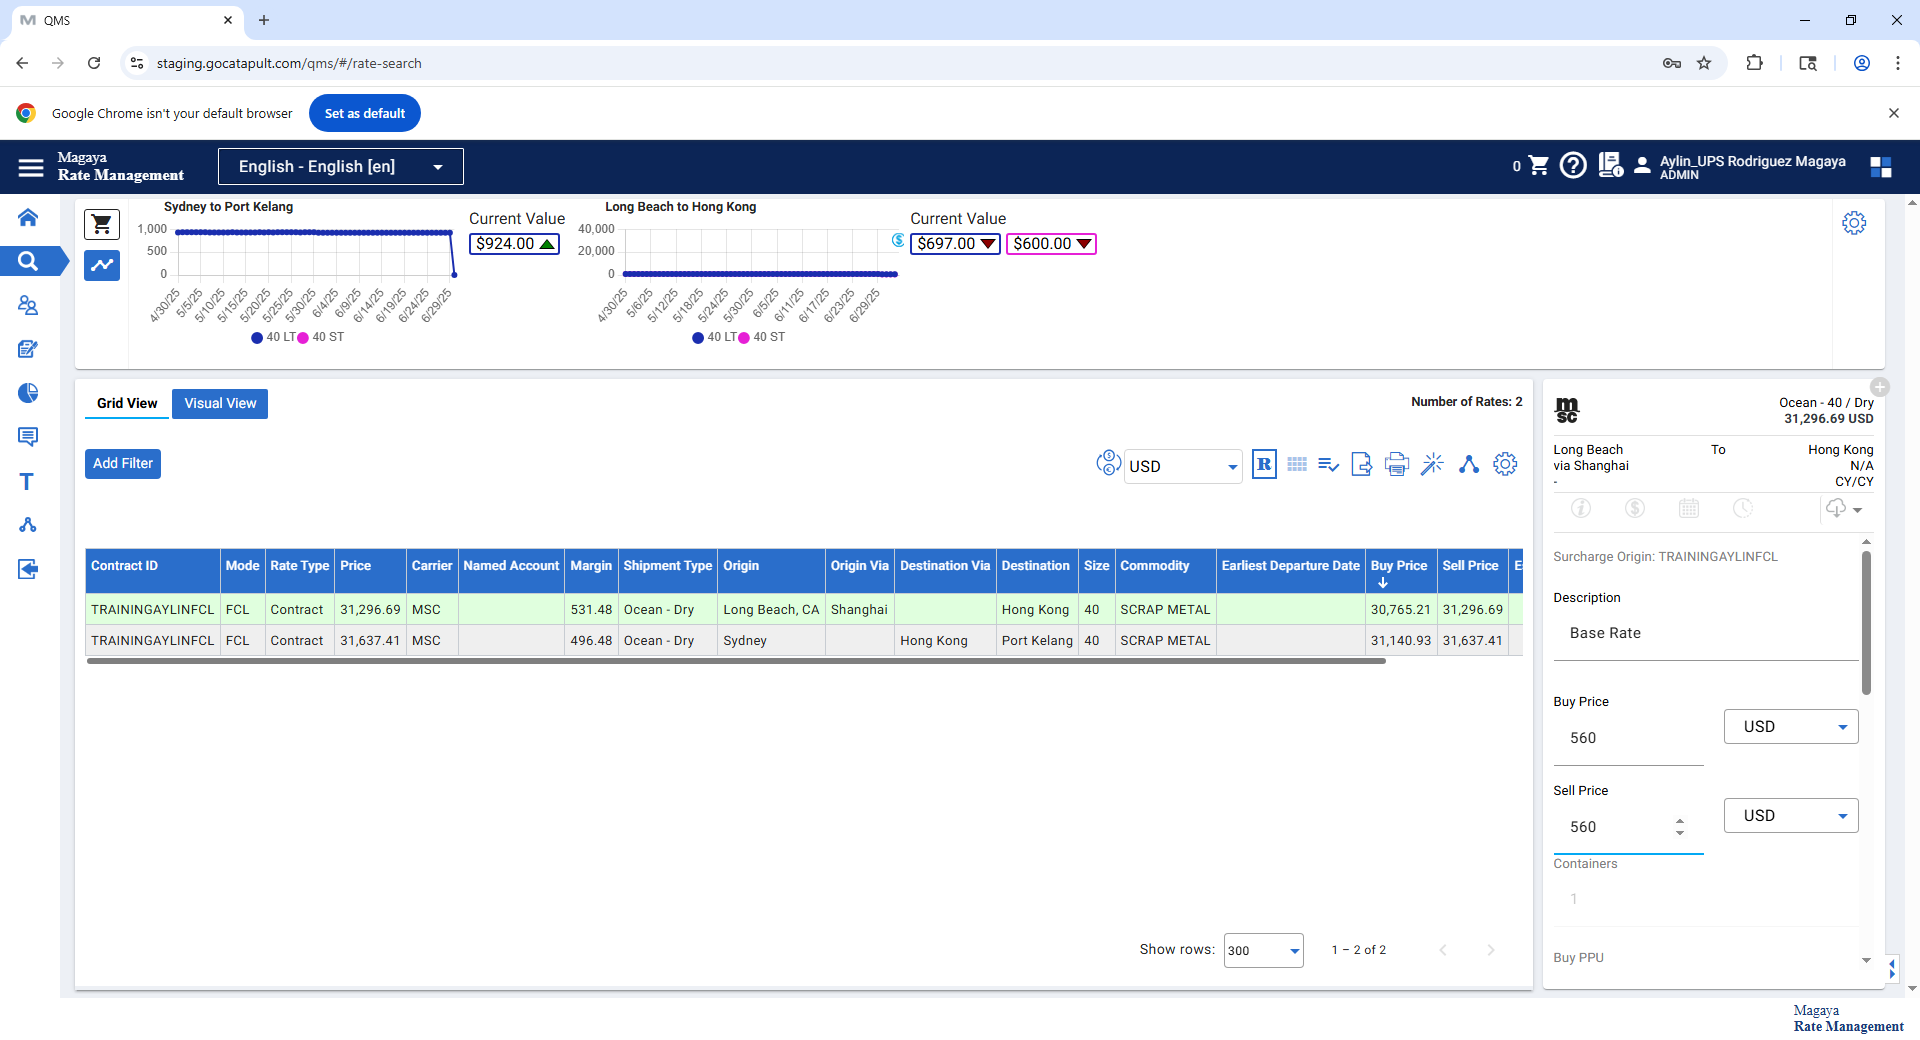 QMS
staging.gocatapult.com/qms/#/rate-search
Google Chrome isn't your default browser
Set as default
Magaya
Rate Management
English - English [en]
0
Aylin_UPS Rodriguez Magaya
ADMIN
Sydney to Port Kelang
1,000
500
0
4/30/25
5/5/25
5/10/25
5/15/25
5/20/25
5/25/25
5/30/25
6/4/25
6/9/25
6/14/25
6/19/25
6/24/25
6/29/25
40 LT
40 ST
Current Value
$924.00
Long Beach to Hong Kong
40,000
20,000
0
4/30/25
5/6/25
5/12/25
5/18/25
5/24/25
5/30/25
6/5/25
6/11/25
6/17/25
6/23/25
6/29/25
40 LT
40 ST
Current Value
$697.00
$600.00
Grid View
Visual View
Number of Rates: 2
Add Filter
USD
R
Contract ID Mode Rate Type Price Carrier Named Account Margin Shipment Type Origin Origin Via Destination Via Destination Size Commodity Earliest Departure Date Buy Price Sell Price
TRAININGAYLINFCL FCL Contract 31,296.69 MSC 531.48 Ocean - Dry Long Beach, CA Shanghai Hong Kong 40 SCRAP METAL 30,765.21 31,296.69
TRAININGAYLINFCL FCL Contract 31,637.41 MSC 496.48 Ocean - Dry Sydney Hong Kong Port Kelang 40 SCRAP METAL 31,140.93 31,637.41
Show rows: 300 1 – 2 of 2
msc
Ocean - 40 / Dry
31,296.69 USD
Long Beach To Hong Kong
via Shanghai N/A
- CY/CY
Surcharge Origin: TRAININGAYLINFCL
Description
Base Rate
Buy Price
560 USD
Sell Price
560 USD
Containers
1
Buy PPU
Magaya
Rate Management